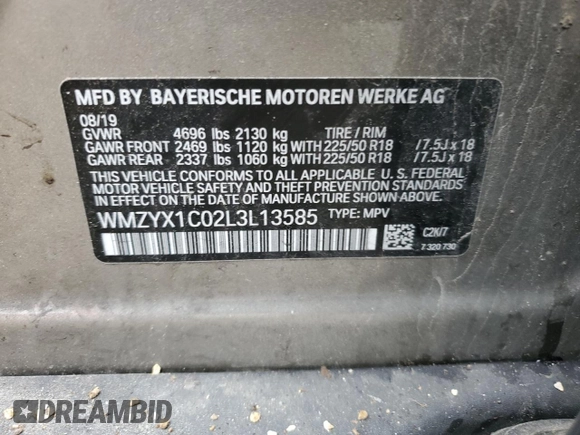 MFD BY BAYERISCHE MOTOREN WERKE AG
08/19
GVWR 4696 lbs 2130 kg TIRE / RIM
GAWR FRONT 2469 lbs 1120 kg WITH 225/50 R18 /7.5J x 18
GAWR REAR 2337 lbs 1060 kg WITH 225/50 R18 /7.5J x 18
THIS VEHICLE CONFORMS TO ALL APPLICABLE U. S. FEDERAL
MOTOR VEHICLE SAFETY AND THEFT PREVENTION STANDARDS
IN EFFECT ON THE DATE OF MANUFACTURE SHOWN ABOVE.
WMZYX1C02L3L13585 TYPE: MPV
C2K/7
7 320 730
DREAMBID